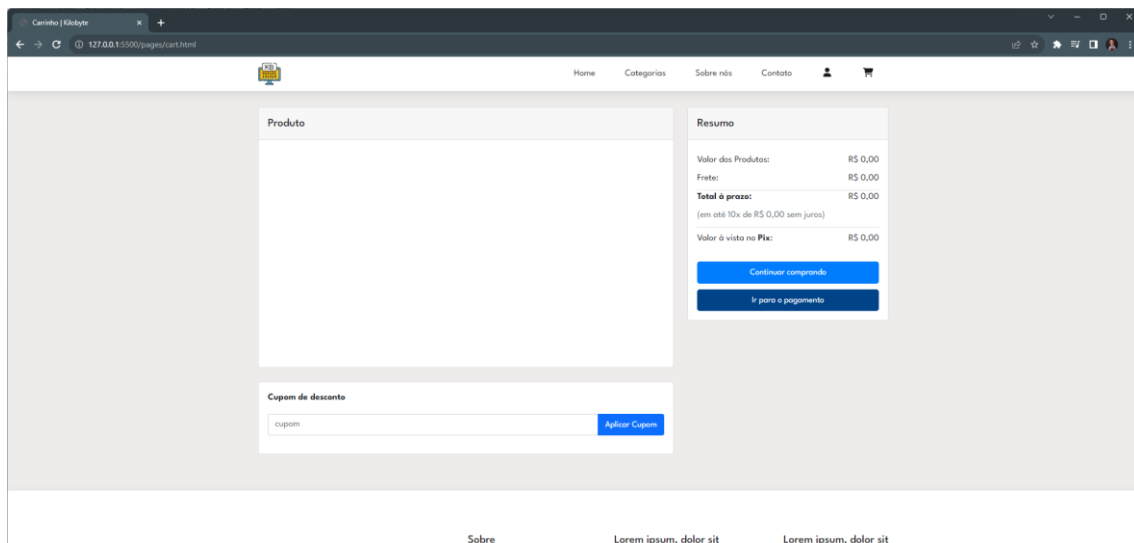 Carrinho | Kilobyte
127.0.0.1:5500/pages/cart.html
KB
Home Categorias Sobre nós Contato
Produto
Resumo
Valor dos Produtos: R$ 0,00
Frete: R$ 0,00
Total à prazo: R$ 0,00
(em até 10x de R$ 0,00 sem juros)
Valor à vista no Pix: R$ 0,00
Continuar comprando
Ir para o pagamento
Cupom de desconto
cupom
Aplicar Cupom
Sobre Lorem ipsum, dolor sit Lorem ipsum, dolor sit